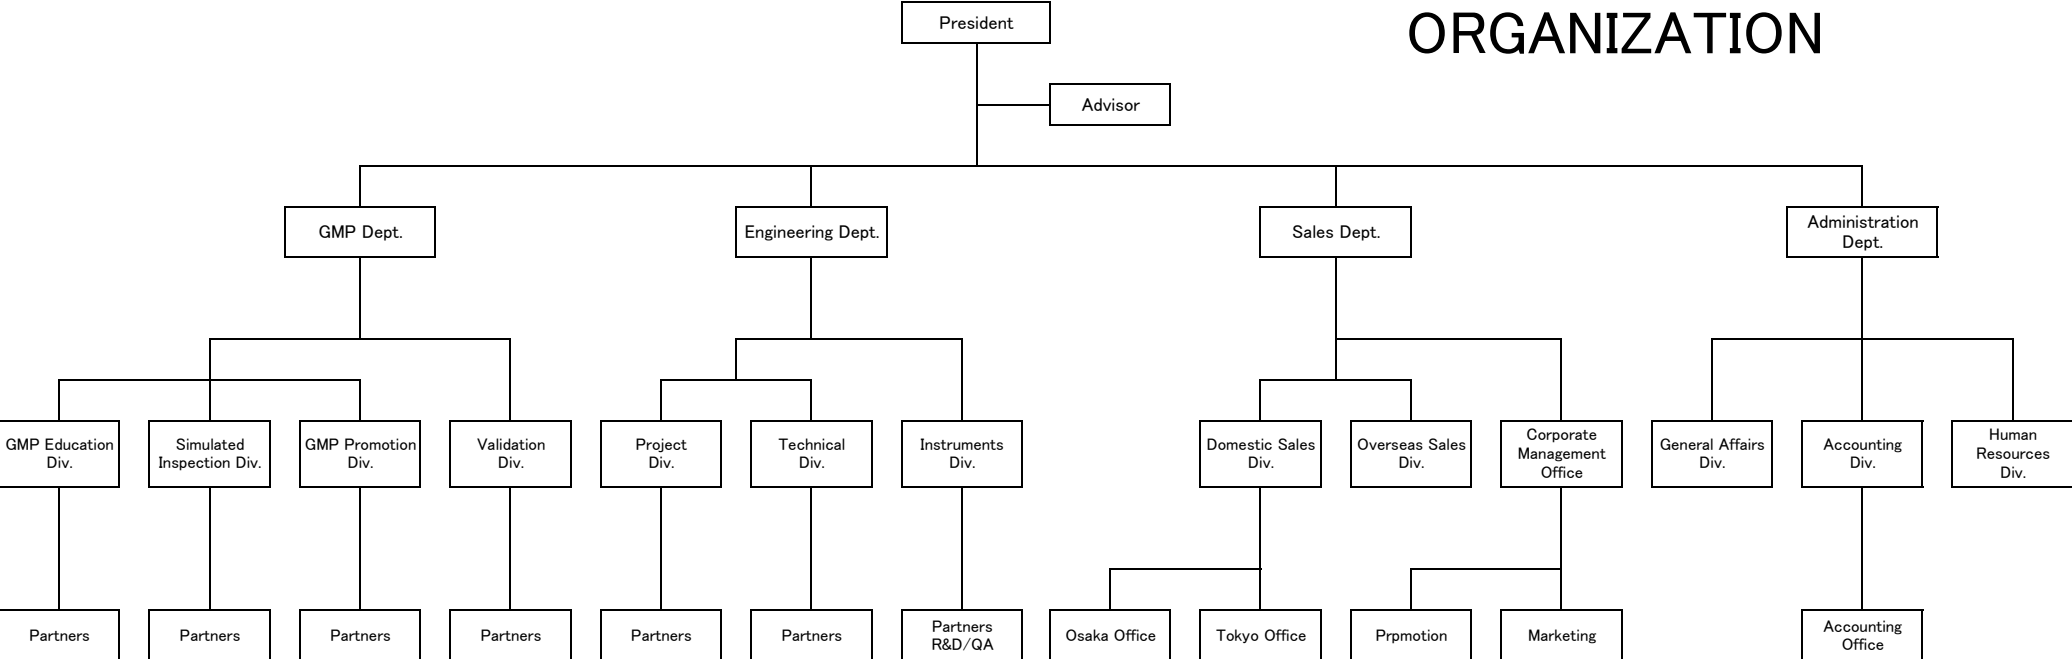 President
ORGANIZATION
Advisor
GMP Dept.
Engineering Dept.
Sales Dept.
Administration
Dept.
GMP Education
Div.
Simulated
Inspection Div.
GMP Promotion
Div.
Validation
Div.
Project
Div.
Technical
Div.
Instruments
Div.
Domestic Sales
Div.
Overseas Sales
Div.
Corporate
Management
Office
General Affairs
Div.
Accounting
Div.
Human
Resources
Div.
Partners
Partners
Partners
Partners
Partners
Partners
Partners
R&D/QA
Osaka Office
Tokyo Office
Prpmotion
Marketing
Accounting
Office